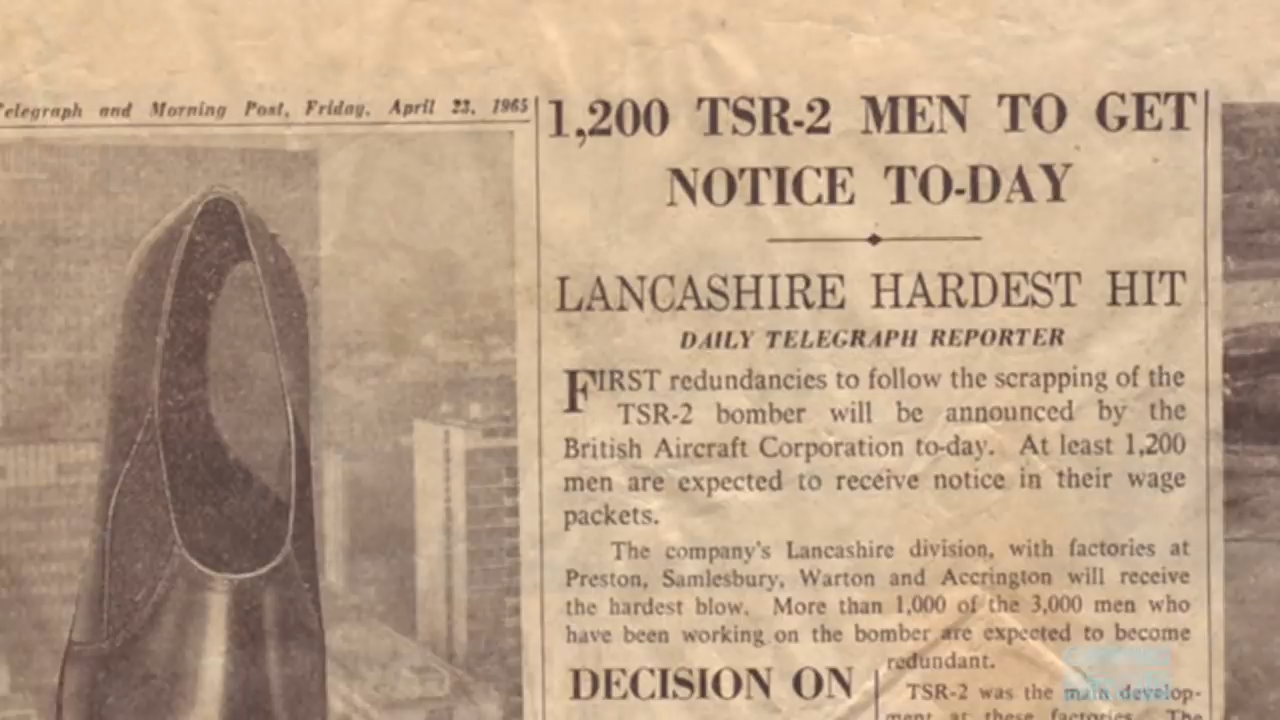 Telegraph and Morning Post, Friday, April 23, 1965
1,200 TSR-2 MEN TO GET
NOTICE TO-DAY
LANCASHIRE HARDEST HIT
DAILY TELEGRAPH REPORTER
FIRST redundancies to follow the scrapping of the
TSR-2 bomber will be announced by the
British Aircraft Corporation to-day. At least 1,200
men are expected to receive notice in their wage
packets.
The company's Lancashire division, with factories at
Preston, Samlesbury, Warton and Accrington will receive
the hardest blow. More than 1,000 of the 3,000 men who
have been working on the bomber are expected to become
redundant.
DECISION ON
TSR-2 was the main develop-
ment at these factories. The